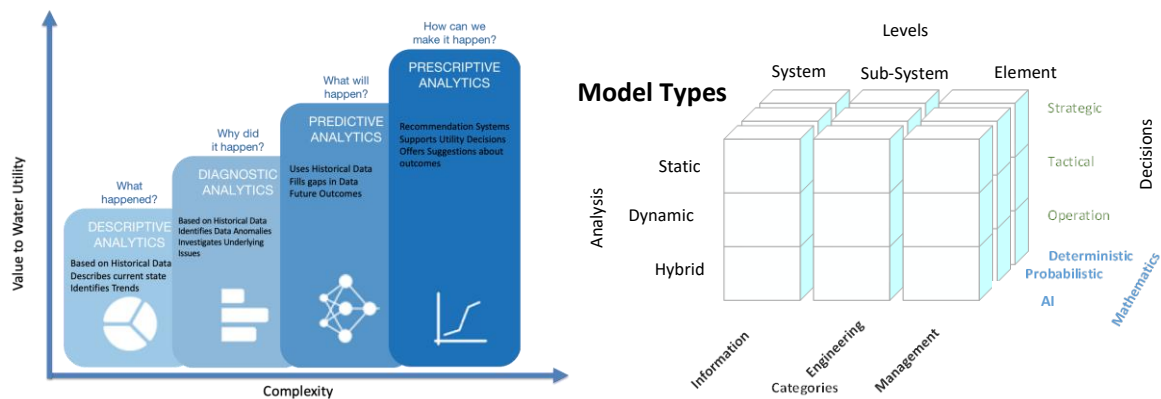 How can we
make it happen?
PRESCRIPTIVE
ANALYTICS
Recommendation Systems
Supports Utility Decisions
Offers Suggestions about
outcomes
What will
happen?
PREDICTIVE
ANALYTICS
Uses Historical Data
Fills gaps in Data
Future Outcomes
Why did
it happen?
DIAGNOSTIC
ANALYTICS
Based on Historical Data
Identifies Data Anomalies
Investigates Underlying
Issues
What
happened?
DESCRIPTIVE
ANALYTICS
Based on Historical Data
Describes current state
Identifies Trends
Value to Water Utility
Complexity
Levels
System
Sub-System
Element
Model Types
Strategic
Static
Tactical
Decisions
Analysis
Dynamic
Operation
Hybrid
Deterministic
Probabilistic
AI
Mathematics
Information
Engineering
Management
Categories